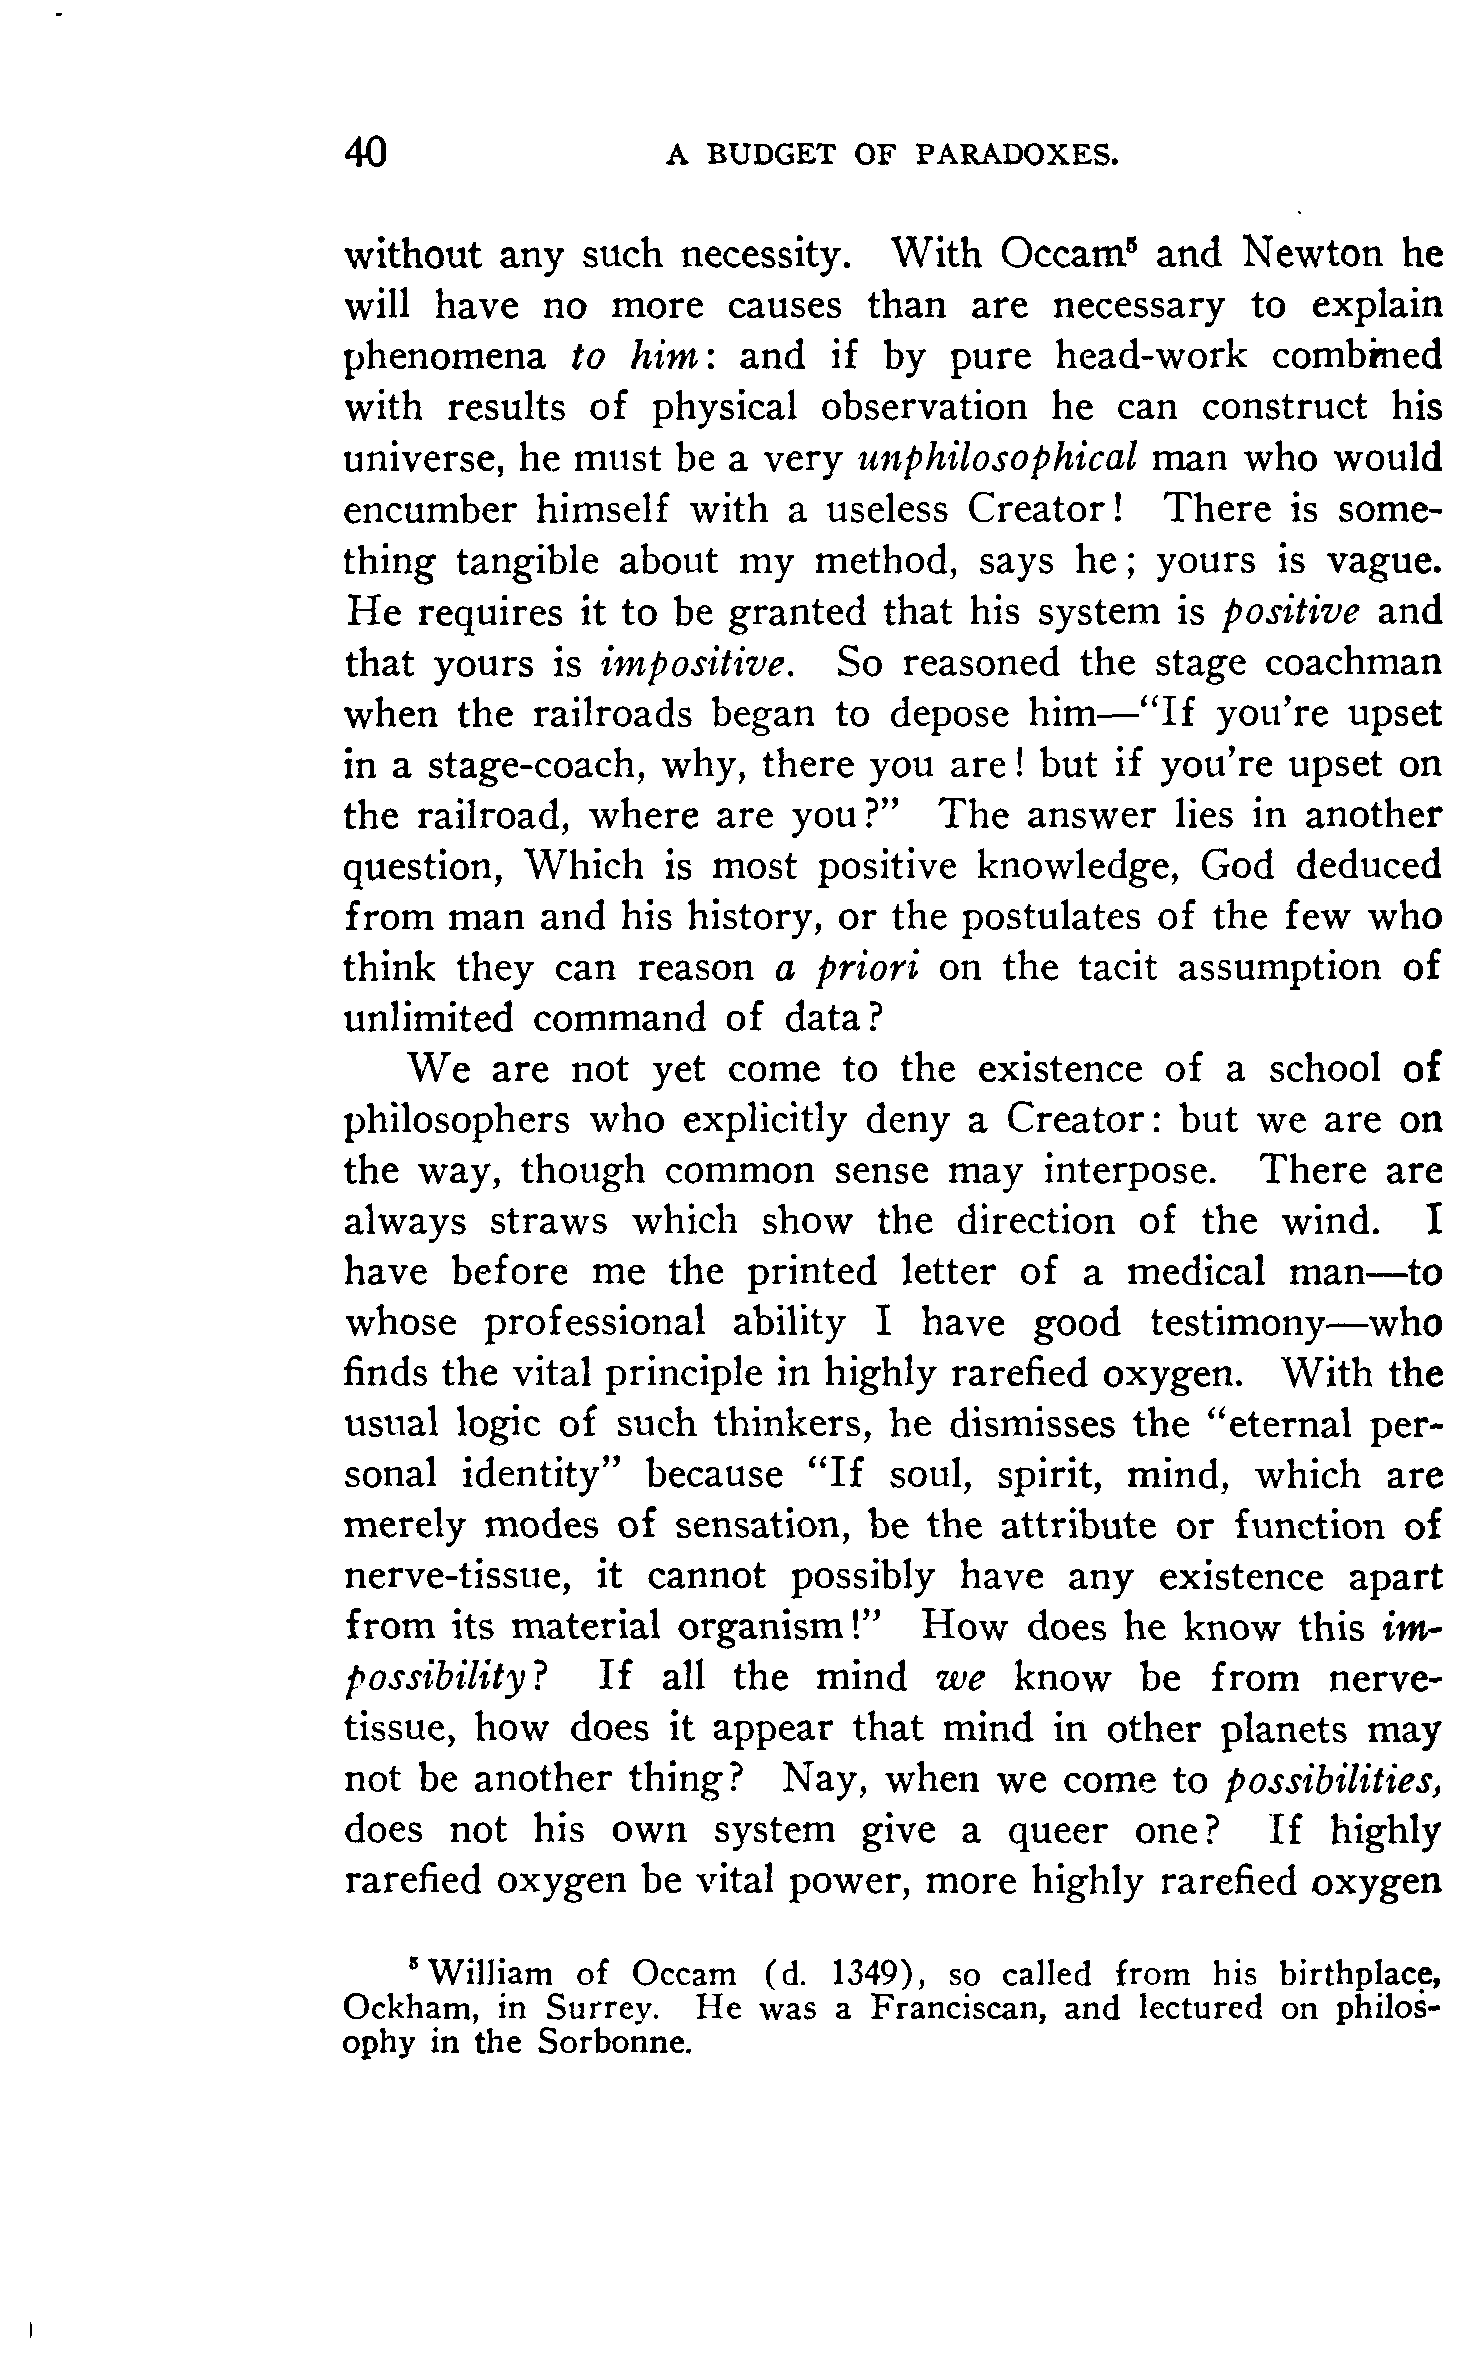 40 A BUDGET OF PARADOXES.
without any such necessity. With Occam⁵ and Newton he
will have no more causes than are necessary to explain
phenomena to him: and if by pure head-work combined
with results of physical observation he can construct his
universe, he must be a very unphilosophical man who would
encumber himself with a useless Creator! There is some-
thing tangible about my method, says he; yours is vague.
He requires it to be granted that his system is positive and
that yours is impositive. So reasoned the stage coachman
when the railroads began to depose him—"If you're upset
in a stage-coach, why, there you are! but if you're upset on
the railroad, where are you?" The answer lies in another
question, Which is most positive knowledge, God deduced
from man and his history, or the postulates of the few who
think they can reason a priori on the tacit assumption of
unlimited command of data?
We are not yet come to the existence of a school of
philosophers who explicitly deny a Creator: but we are on
the way, though common sense may interpose. There are
always straws which show the direction of the wind. I
have before me the printed letter of a medical man—to
whose professional ability I have good testimony—who
finds the vital principle in highly rarefied oxygen. With the
usual logic of such thinkers, he dismisses the "eternal per-
sonal identity" because "If soul, spirit, mind, which are
merely modes of sensation, be the attribute or function of
nerve-tissue, it cannot possibly have any existence apart
from its material organism!" How does he know this im-
possibility? If all the mind we know be from nerve-
tissue, how does it appear that mind in other planets may
not be another thing? Nay, when we come to possibilities,
does not his own system give a queer one? If highly
rarefied oxygen be vital power, more highly rarefied oxygen
⁵ William of Occam (d. 1349), so called from his birthplace,
Ockham, in Surrey. He was a Franciscan, and lectured on philos-
ophy in the Sorbonne.